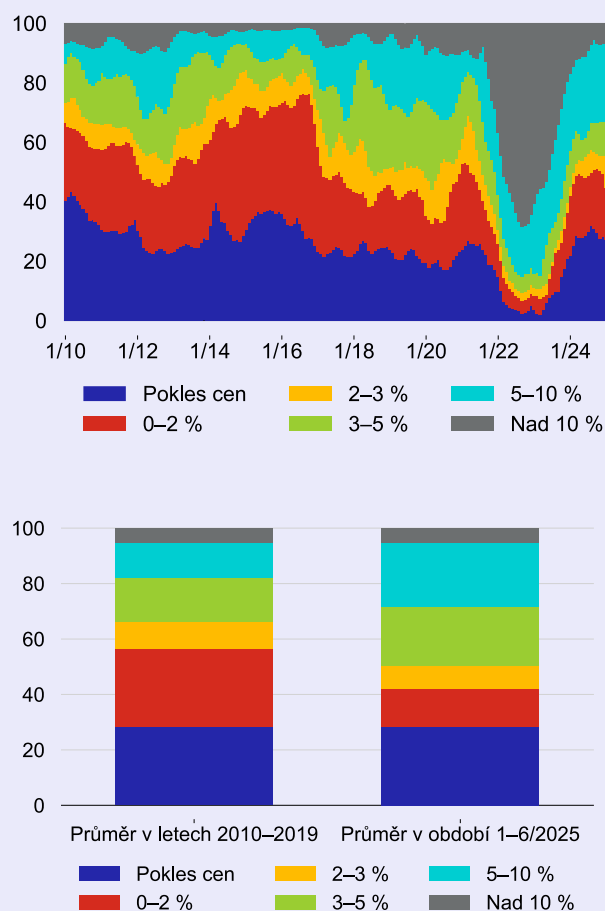 100
80
60
40
20
0
1/10 1/12 1/14 1/16 1/18 1/20 1/22 1/24
Pokles cen 2–3 % 5–10 %
0–2 % 3–5 % Nad 10 %
100
80
60
40
20
0
Průměr v letech 2010–2019 Průměr v období 1–6/2025
Pokles cen 2–3 % 5–10 %
0–2 % 3–5 % Nad 10 %